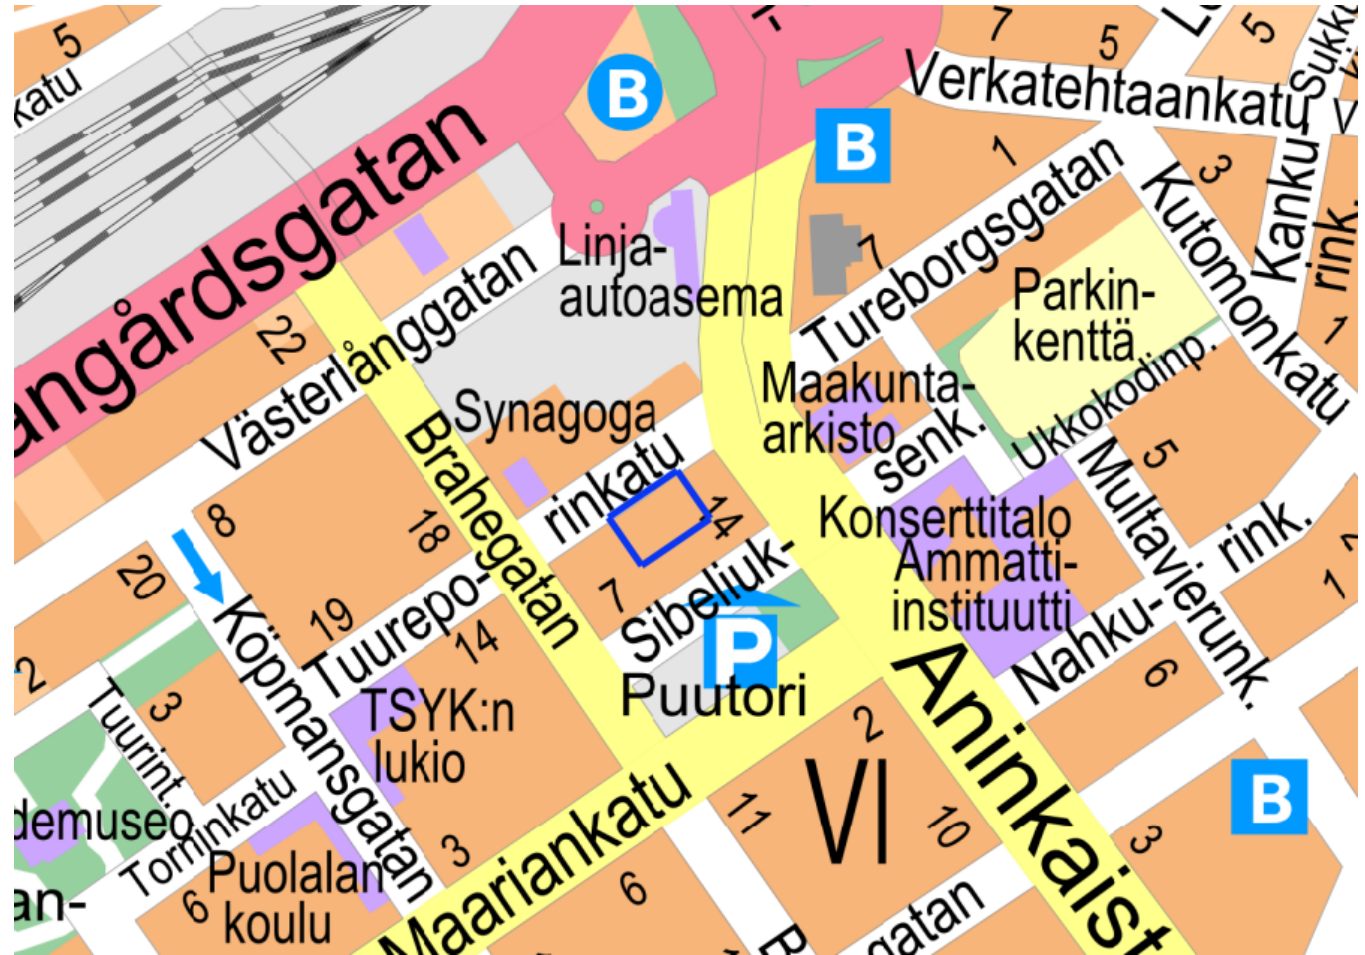 5
katu
angårdsgatan
B
7
5
5
Verkatehtaankatu
Sukku
B
1
3
Kanku-
rink.
Linja-
autoasema
7
Tureborgsgatan
Kutomonkatu
Parkin-
kenttä
1
22
Västerlånggatan
Synagoga
Maakunta-
arkisto
senk.
Ukkokodinp.
5
Brahegatan
rinkatu
14
8
18
Konserttitalo
Ammatti-
instituutti
Multavierunk.
rink.
2
1
20
7
Sibeliuk-
P
Puutori
Köpmansgatan
19
Tuurepo-
14
Nahku-
6
2
Tuurint.
3
TSYK:n
lukio
Aninkaist
2
VI
11
10
B
3
demuseo
Torninkatu
3
Maariankatu
Puolalan
koulu
6
6
an-
gatan